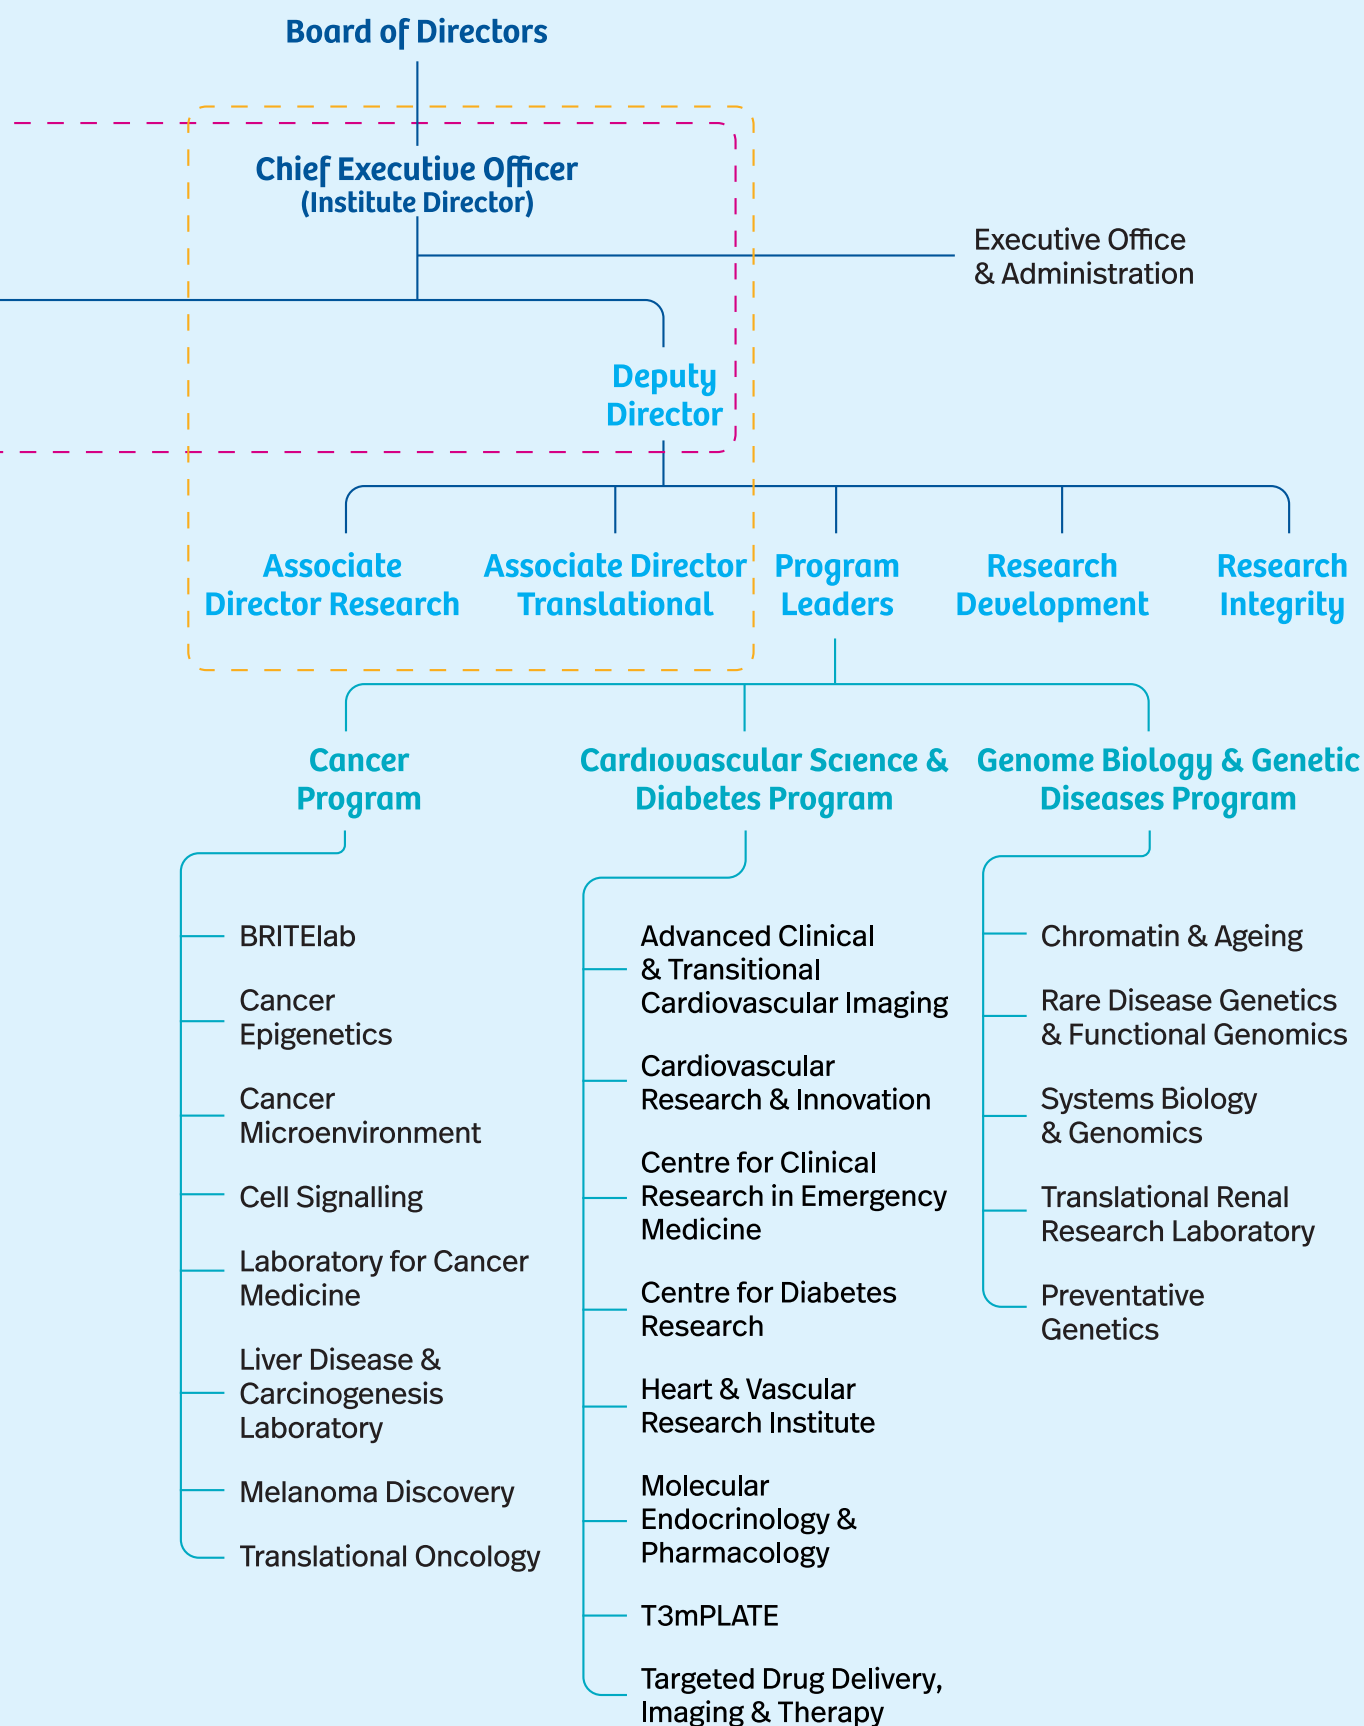 Board of Directors
Chief Executive Officer
(Institute Director)
Executive Office
& Administration
Deputy
Director
Associate
Director Research
Associate Director
Translational
Program
Leaders
Research
Development
Research
Integrity
Cancer
Program
Cardiovascular Science &
Diabetes Program
Genome Biology & Genetic
Diseases Program
BRITElab
Cancer
Epigenetics
Cancer
Microenvironment
Cell Signalling
Laboratory for Cancer
Medicine
Liver Disease &
Carcinogenesis
Laboratory
Melanoma Discovery
Translational Oncology
Advanced Clinical
& Transitional
Cardiovascular Imaging
Cardiovascular
Research & Innovation
Centre for Clinical
Research in Emergency
Medicine
Centre for Diabetes
Research
Heart & Vascular
Research Institute
Molecular
Endocrinology &
Pharmacology
T3mPLATE
Targeted Drug Delivery,
Imaging & Therapy
Chromatin & Ageing
Rare Disease Genetics
& Functional Genomics
Systems Biology
& Genomics
Translational Renal
Research Laboratory
Preventative
Genetics